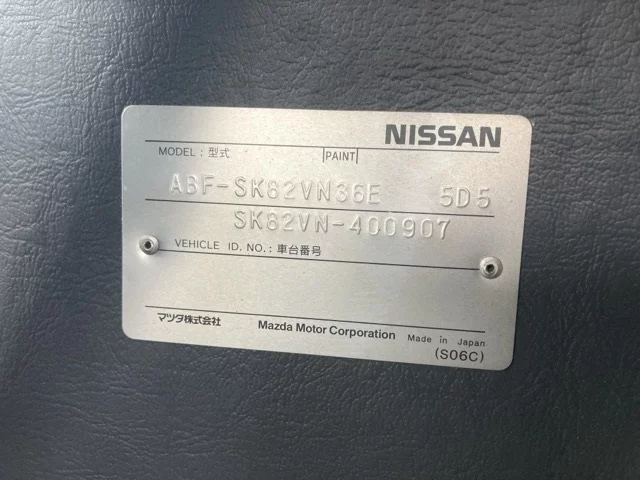 NISSAN
MODEL: 型式 |PAINT|
ABF-SK82VN36E 5D5
SK82VN-400907
VEHICLE ID. NO.: 車台番号
マツダ株式会社 Mazda Motor Corporation Made in Japan
(S06C)